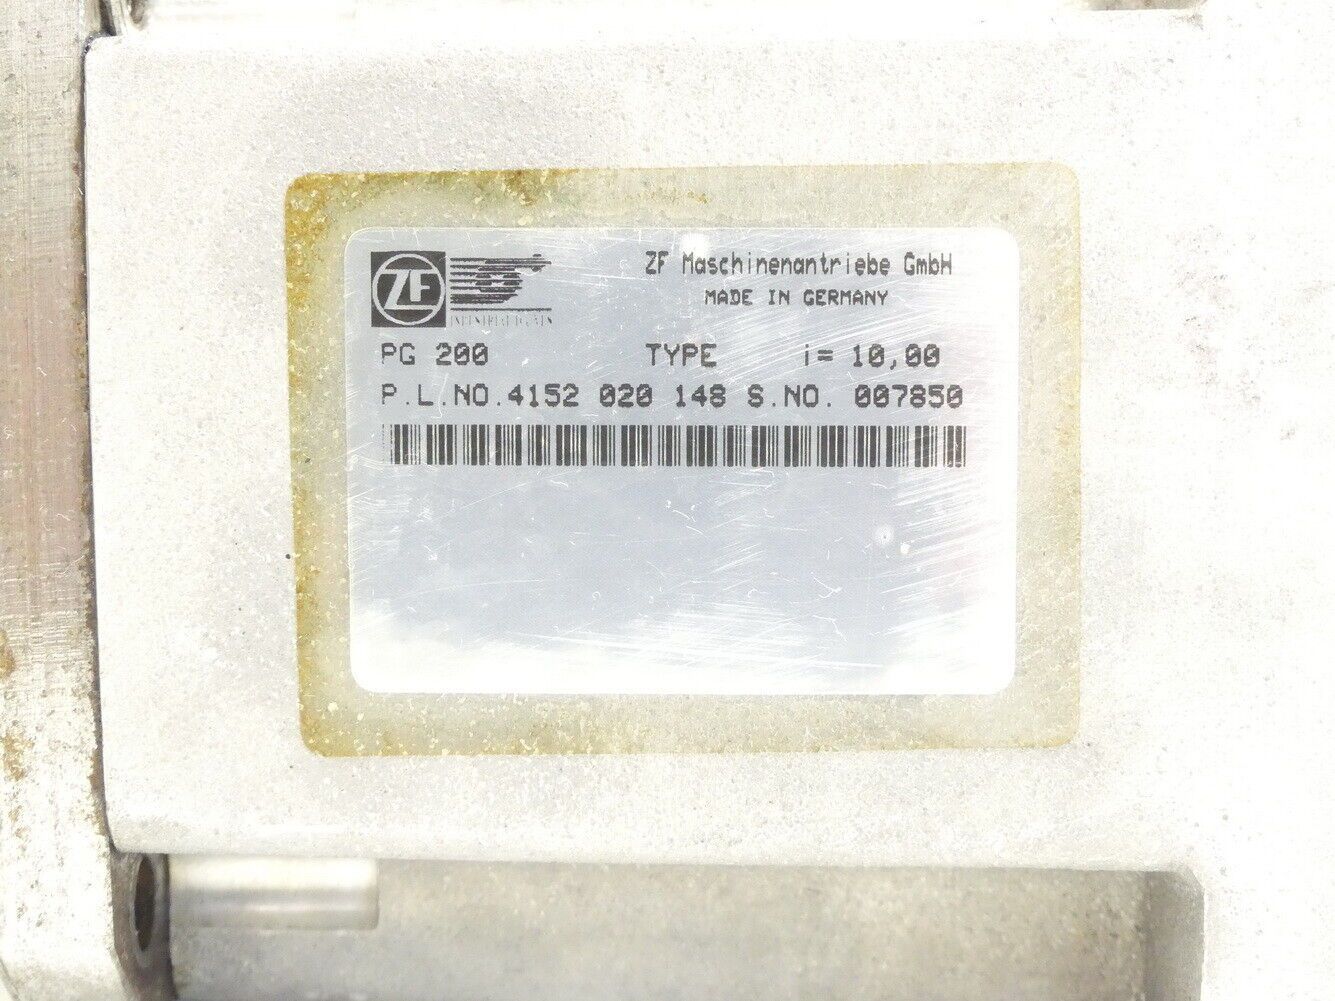 ZF
ZF Maschinenantriebe GmbH
MADE IN GERMANY
PG 200 TYPE i= 10,00
P.L.NO.4152 020 148 S.NO. 007850